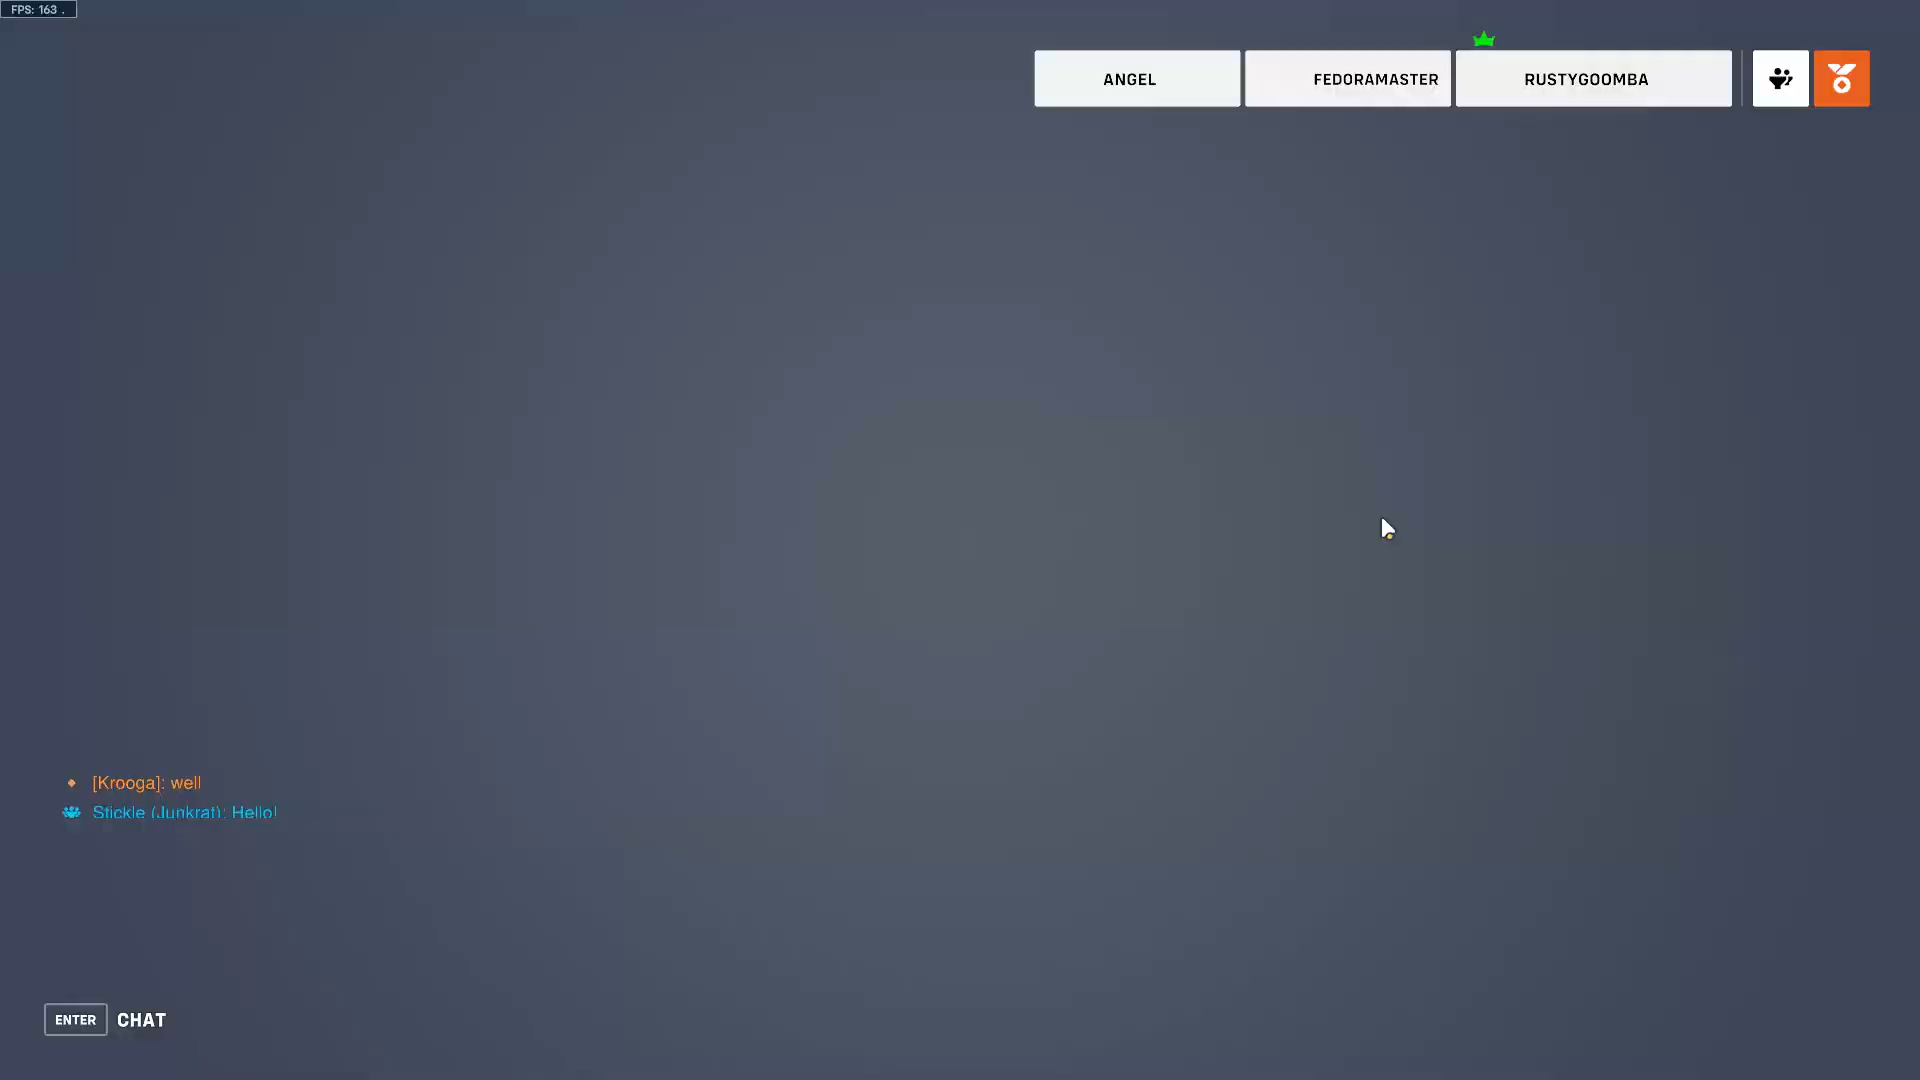 FPS: 163 .
ANGEL
FEDORAMASTER
RUSTYGOOMBA
[Krooga]: well
Stickle (Junkrat): Hello!
ENTER CHAT